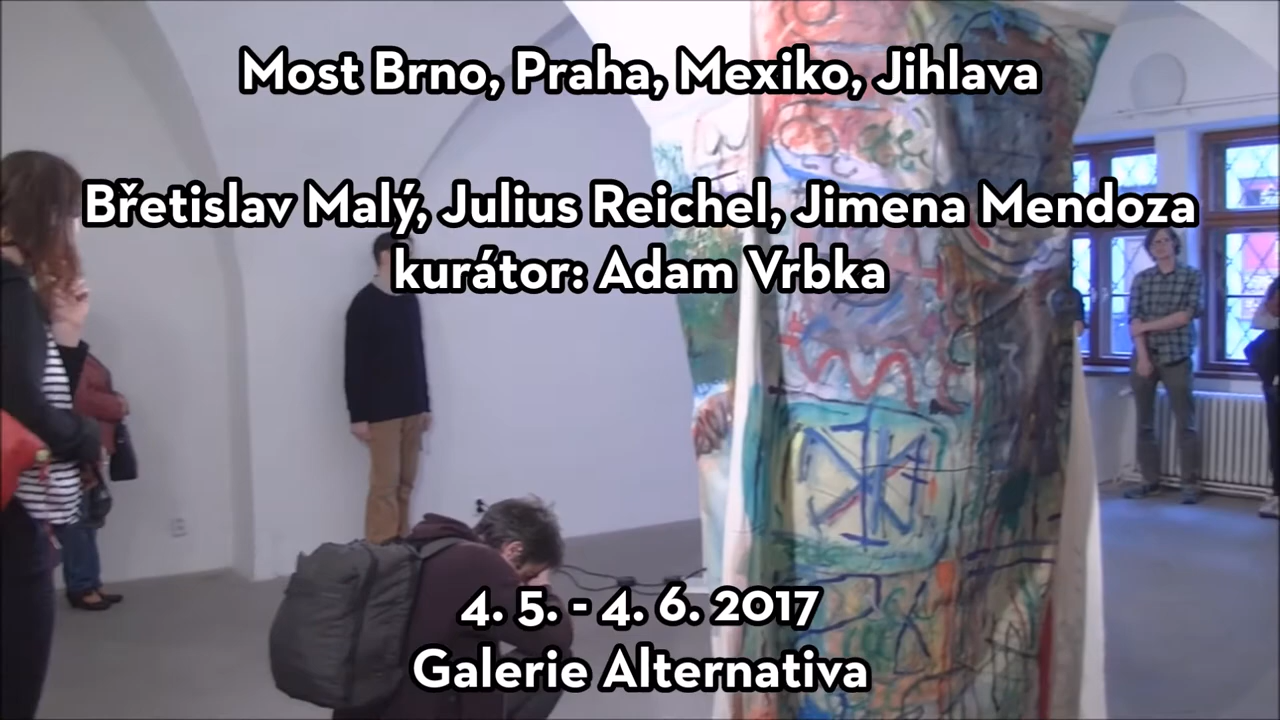 Most Brno, Praha, Mexiko, Jihlava
Břetislav Malý, Julius Reichel, Jimena Mendoza
kurátor: Adam Vrbka
4. 5. - 4. 6. 2017
Galerie Alternativa